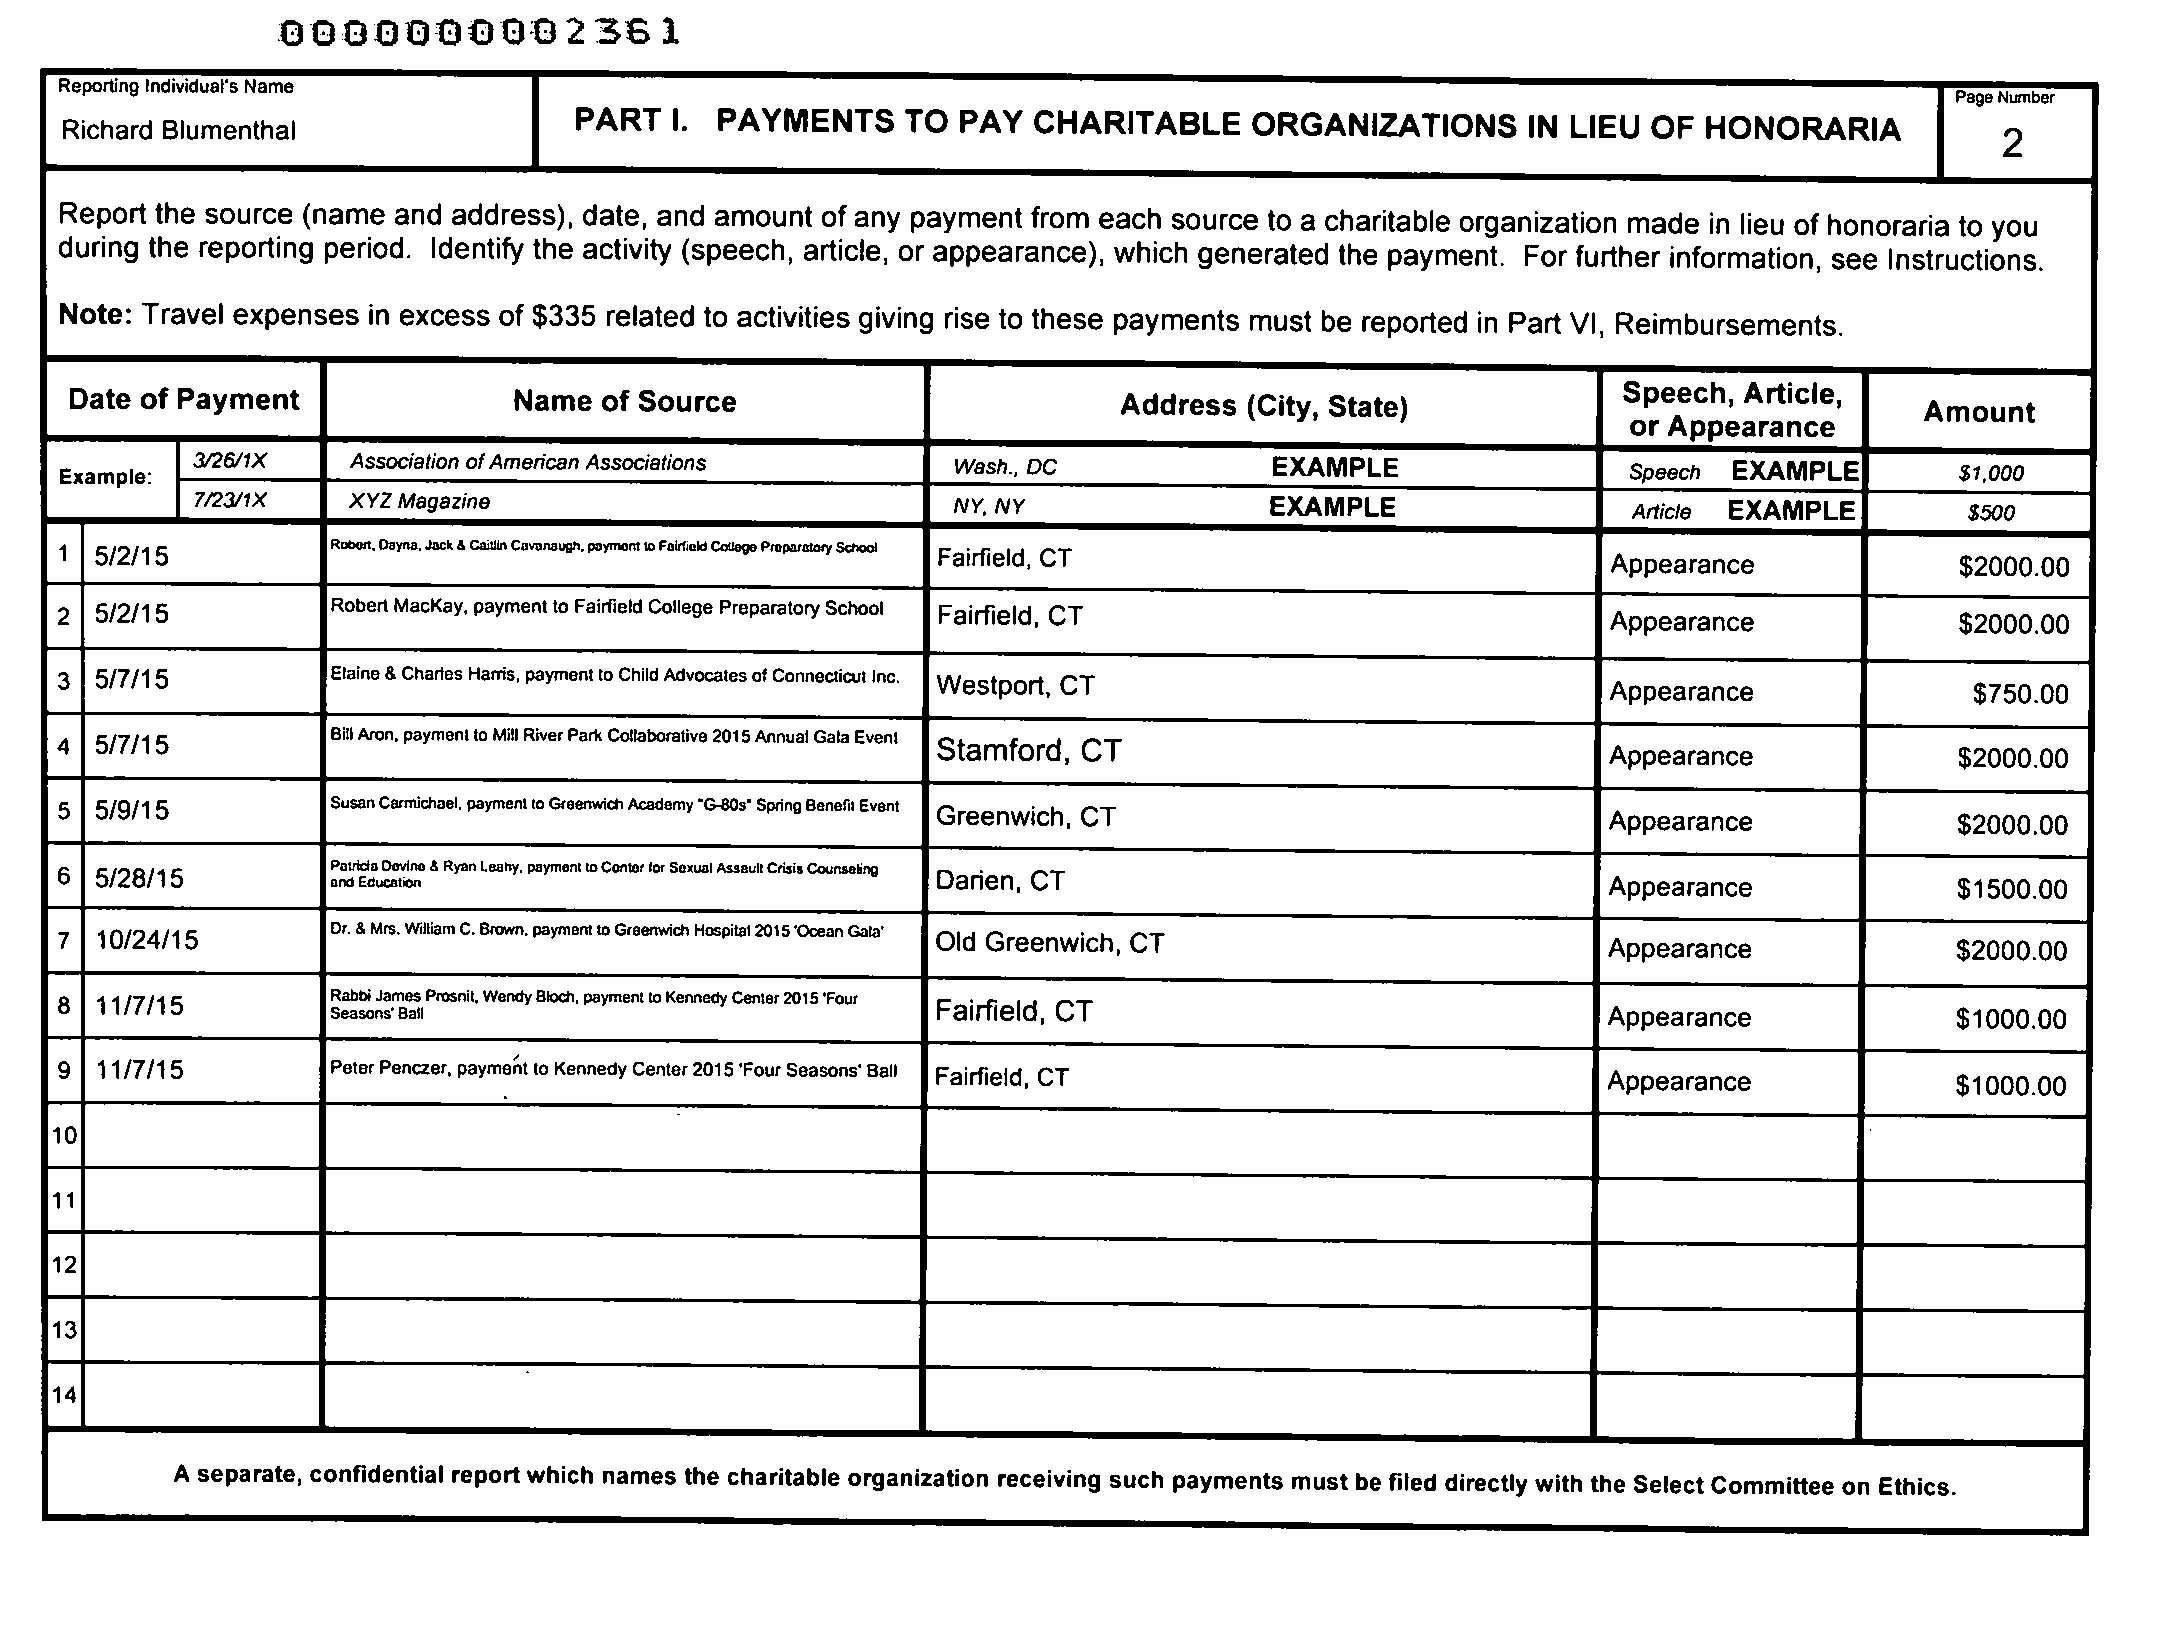 0000000002361
Reporting Individual's Name
Richard Blumenthal
PART I. PAYMENTS TO PAY CHARITABLE ORGANIZATIONS IN LIEU OF HONORARIA
Page Number
2
Report the source (name and address), date, and amount of any payment from each source to a charitable organization made in lieu of honoraria to you
during the reporting period. Identify the activity (speech, article, or appearance), which generated the payment. For further information, see Instructions.
Note: Travel expenses in excess of $335 related to activities giving rise to these payments must be reported in Part VI, Reimbursements.
Date of Payment Name of Source Address (City, State) Speech, Article, or Appearance Amount
Example: 3/26/1X Association of American Associations Wash., DC EXAMPLE Speech EXAMPLE $1,000
7/23/1X XYZ Magazine NY, NY EXAMPLE Article EXAMPLE $500
1 5/2/15 Robert, Dayna, Jack & Caitlin Cavanaugh, payment to Fairfield College Preparatory School Fairfield, CT Appearance $2000.00
2 5/2/15 Robert MacKay, payment to Fairfield College Preparatory School Fairfield, CT Appearance $2000.00
3 5/7/15 Elaine & Charles Harris, payment to Child Advocates of Connecticut Inc. Westport, CT Appearance $750.00
4 5/7/15 Bill Aron, payment to Mill River Park Collaborative 2015 Annual Gala Event Stamford, CT Appearance $2000.00
5 5/9/15 Susan Carmichael, payment to Greenwich Academy "G-80s" Spring Benefit Event Greenwich, CT Appearance $2000.00
6 5/28/15 Patricia Devine & Ryan Leahy, payment to Center for Sexual Assault Crisis Counseling and Education Darien, CT Appearance $1500.00
7 10/24/15 Dr. & Mrs. William C. Brown, payment to Greenwich Hospital 2015 'Ocean Gala' Old Greenwich, CT Appearance $2000.00
8 11/7/15 Rabbi James Prosnit, Wendy Bloch, payment to Kennedy Center 2015 'Four Seasons' Ball Fairfield, CT Appearance $1000.00
9 11/7/15 Peter Penczer, payment to Kennedy Center 2015 'Four Seasons' Ball Fairfield, CT Appearance $1000.00
10
11
12
13
14
A separate, confidential report which names the charitable organization receiving such payments must be filed directly with the Select Committee on Ethics.